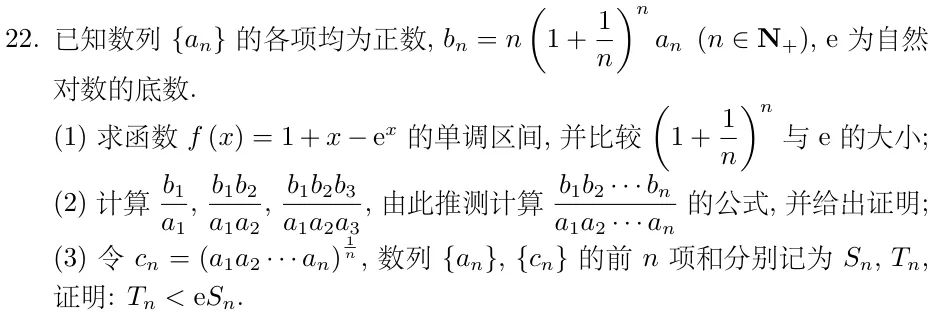 22. 已知数列 {aₙ} 的各项均为正数, bₙ = n(1 + 1/n)ⁿ aₙ (n ∈ N₊), e 为自然
对数的底数.
(1) 求函数 f (x) = 1 + x − eˣ 的单调区间, 并比较 (1 + 1/n)ⁿ 与 e 的大小;
(2) 计算 b₁/a₁, b₁b₂/a₁a₂, b₁b₂b₃/a₁a₂a₃, 由此推测计算 b₁b₂⋯bₙ/a₁a₂⋯aₙ 的公式, 并给出证明;
(3) 令 cₙ = (a₁a₂⋯aₙ)^(1/n), 数列 {aₙ}, {cₙ} 的前 n 项和分别记为 Sₙ, Tₙ,
证明: Tₙ < eSₙ.